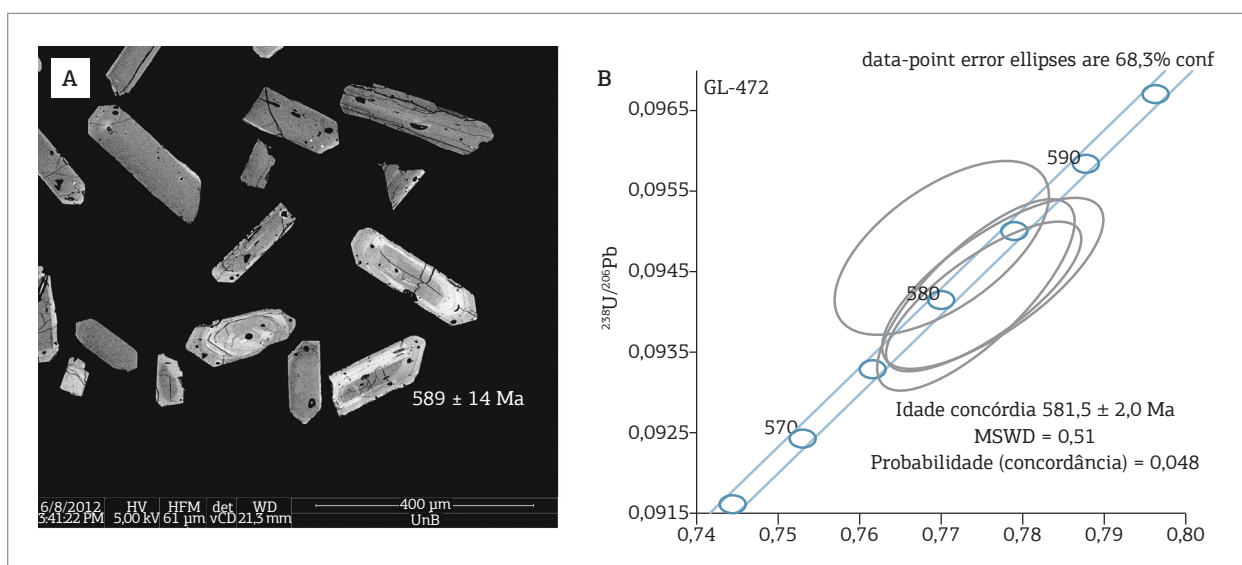 A
589 ± 14 Ma
6/8/2012 HV HFM det WD 400 µm
3:41:22 PM 5,00 kV 61 µm vCD 21,3 mm UnB
B
data-point error ellipses are 68,3% conf
GL-472
0,0965
590
0,0955
0,0945
580
0,0935
570
0,0925
0,0915
²³⁸U/²⁰⁶Pb
Idade concórdia 581,5 ± 2,0 Ma
MSWD = 0,51
Probabilidade (concordância) = 0,048
0,74 0,75 0,76 0,77 0,78 0,79 0,80